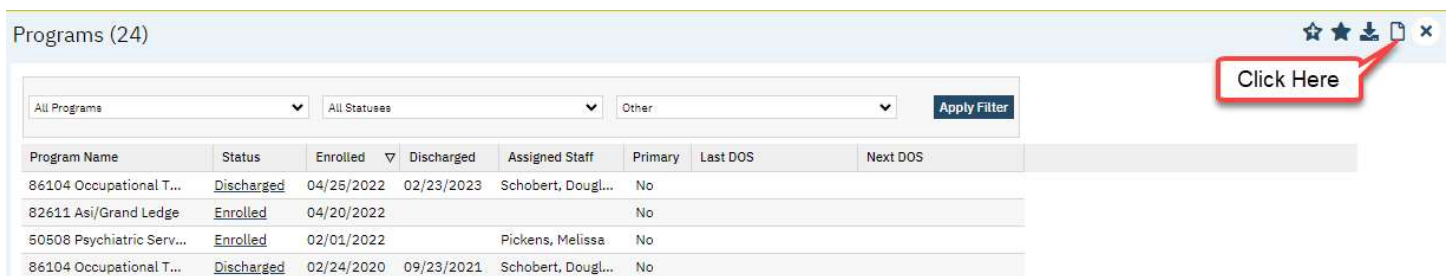 Programs (24)
Click Here
All Programs All Statuses Other Apply Filter
Program Name Status Enrolled Discharged Assigned Staff Primary Last DOS Next DOS
86104 Occupational T... Discharged 04/25/2022 02/23/2023 Schobert, Dougl... No
82611 Asi/Grand Ledge Enrolled 04/20/2022 No
50508 Psychiatric Serv... Enrolled 02/01/2022 Pickens, Melissa No
86104 Occupational T... Discharged 02/24/2020 09/23/2021 Schobert, Dougl... No